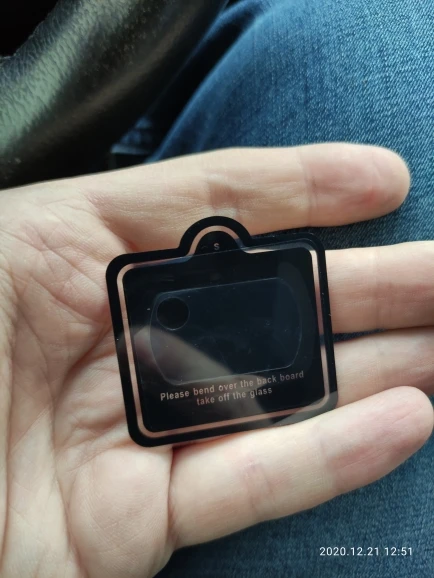 S
Please bend over the back board
take off the glass
2020.12.21 12:51